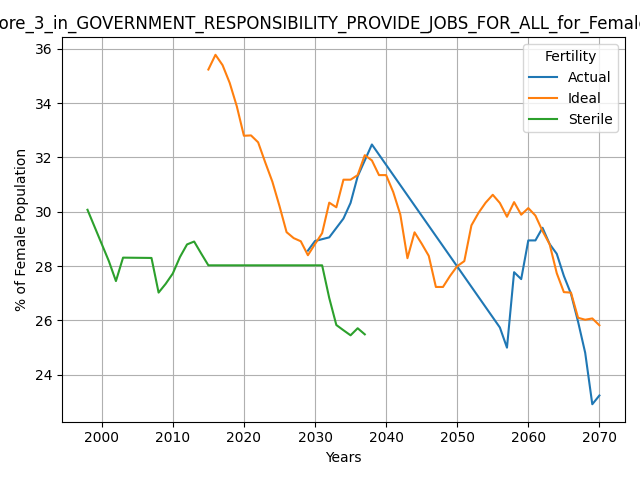 ore_3_in_GOVERNMENT_RESPONSIBILITY_PROVIDE_JOBS_FOR_ALL_for_Female
36
34
32
30
28
26
24
% of Female Population
Fertility
Actual
Ideal
Sterile
2000
2010
2020
2030
2040
2050
2060
2070
Years